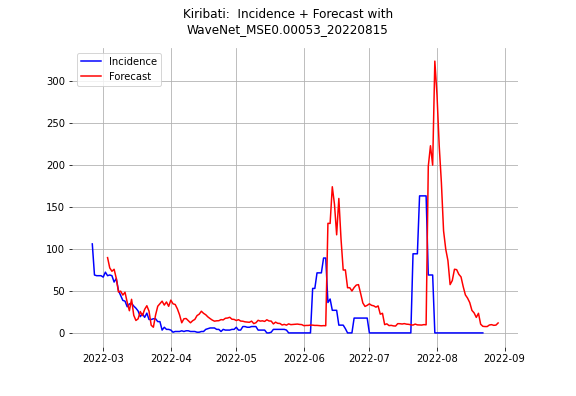 Kiribati:  Incidence + Forecast with
WaveNet_MSE0.00053_20220815
Incidence
Forecast
300
250
200
150
100
50
0
2022-03 2022-04 2022-05 2022-06 2022-07 2022-08 2022-09